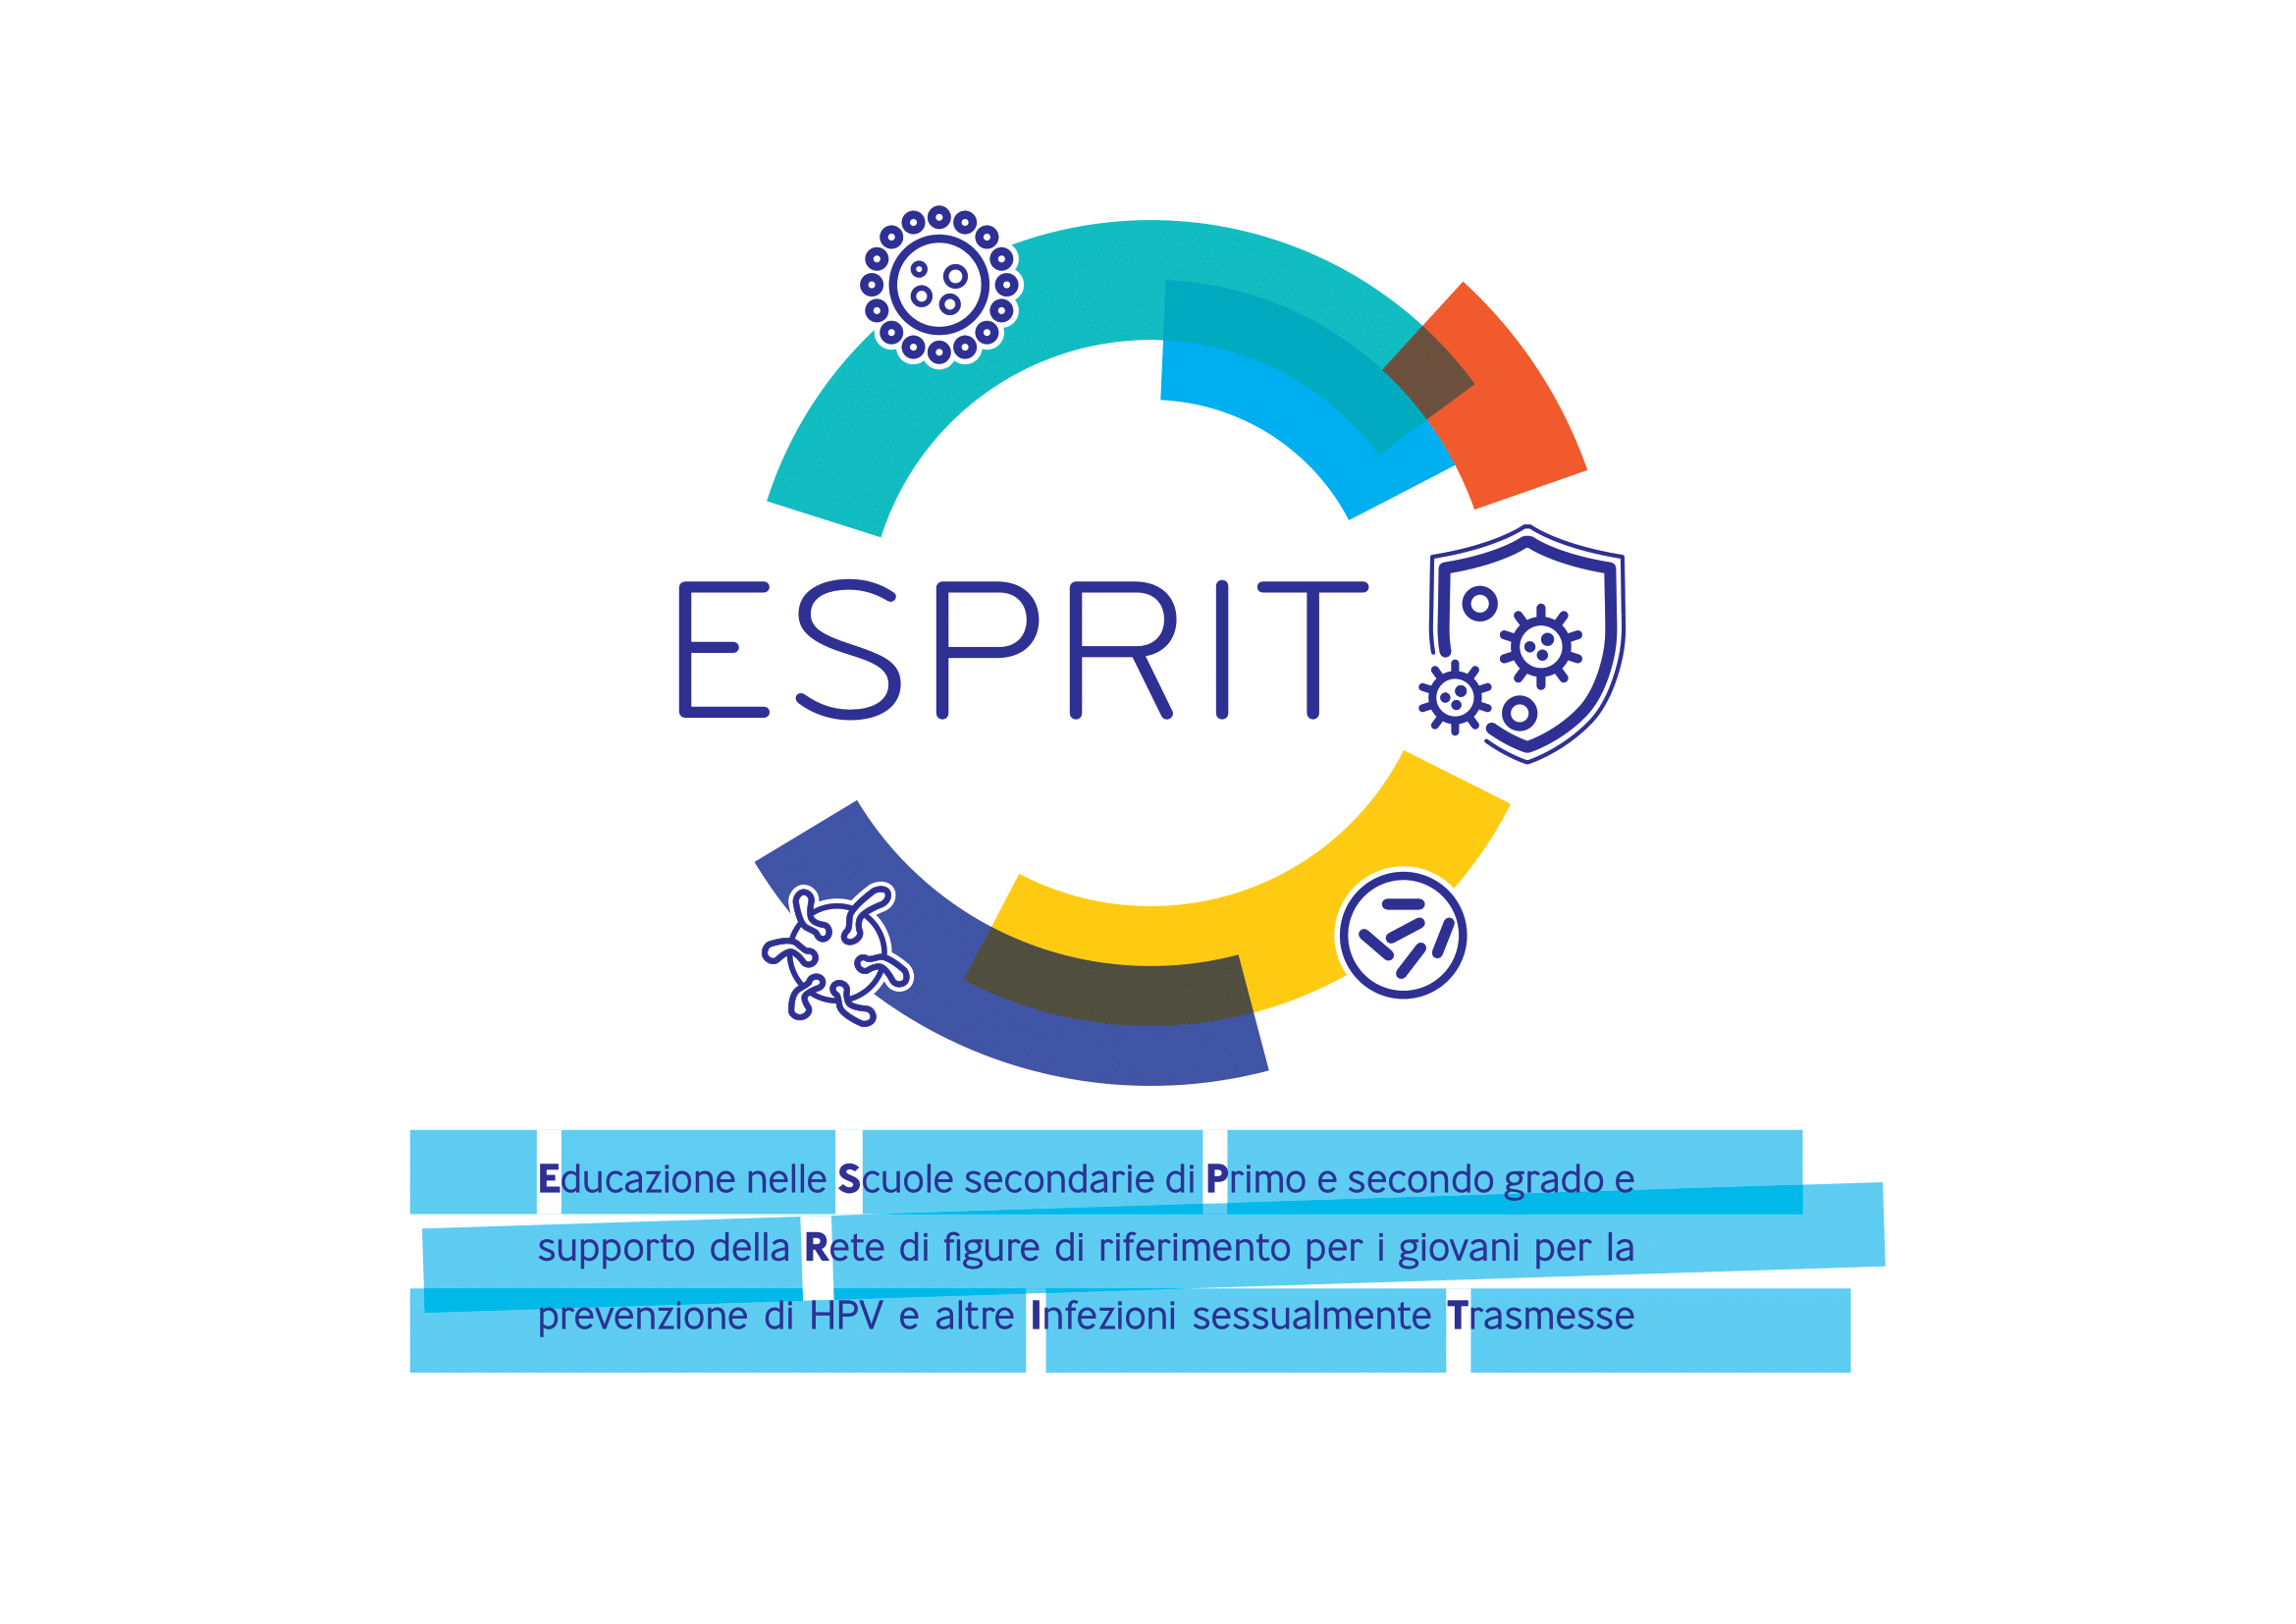 ESPRIT
Educazione nelle Scuole secondarie di Primo e secondo grado e
supporto della Rete di figure di riferimento per i giovani per la
prevenzione di HPV e altre Infezioni sessualmente Trasmesse